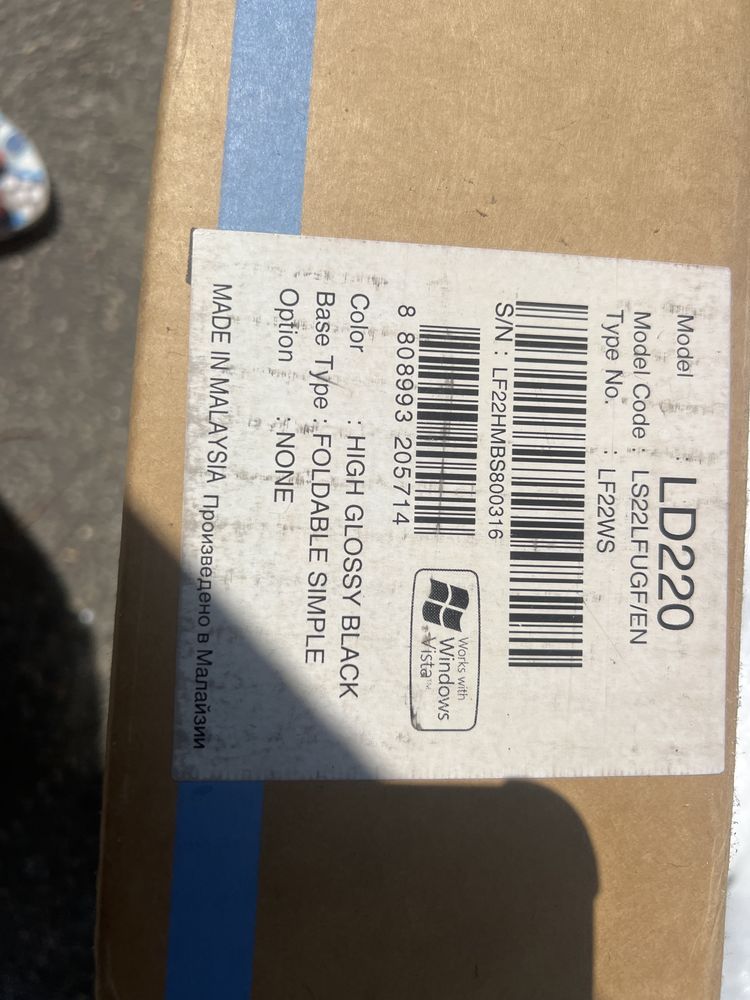 Model : LD220
Model Code : LS22LFUGF/EN
Type No. : LF22WS
S/N : LF22HMBS800316
8 808993 205714
Works with
Windows
Vista™
Color : HIGH GLOSSY BLACK
Base Type : FOLDABLE SIMPLE
Option : NONE
MADE IN MALAYSIA Произведено в Малайзии